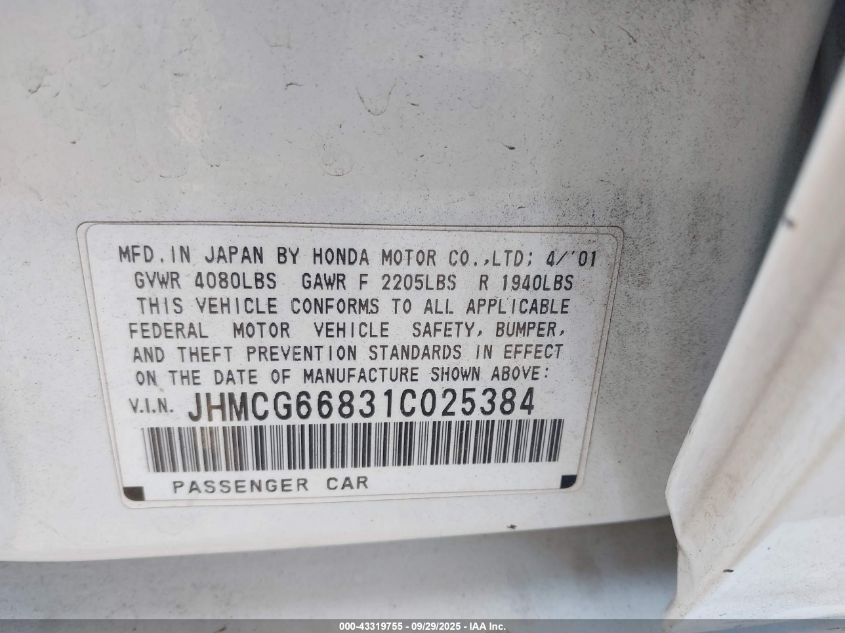 MFD. IN JAPAN BY HONDA MOTOR CO., LTD; 4/'01
GVWR 4080LBS GAWR F 2205LBS R 1940LBS
THIS VEHICLE CONFORMS TO ALL APPLICABLE
FEDERAL MOTOR VEHICLE SAFETY, BUMPER,
AND THEFT PREVENTION STANDARDS IN EFFECT
ON THE DATE OF MANUFACTURE SHOWN ABOVE:
V.I.N. JHMCG66831C025384
PASSENGER CAR
000-43319755 - 09/29/2025 - IAA Inc.